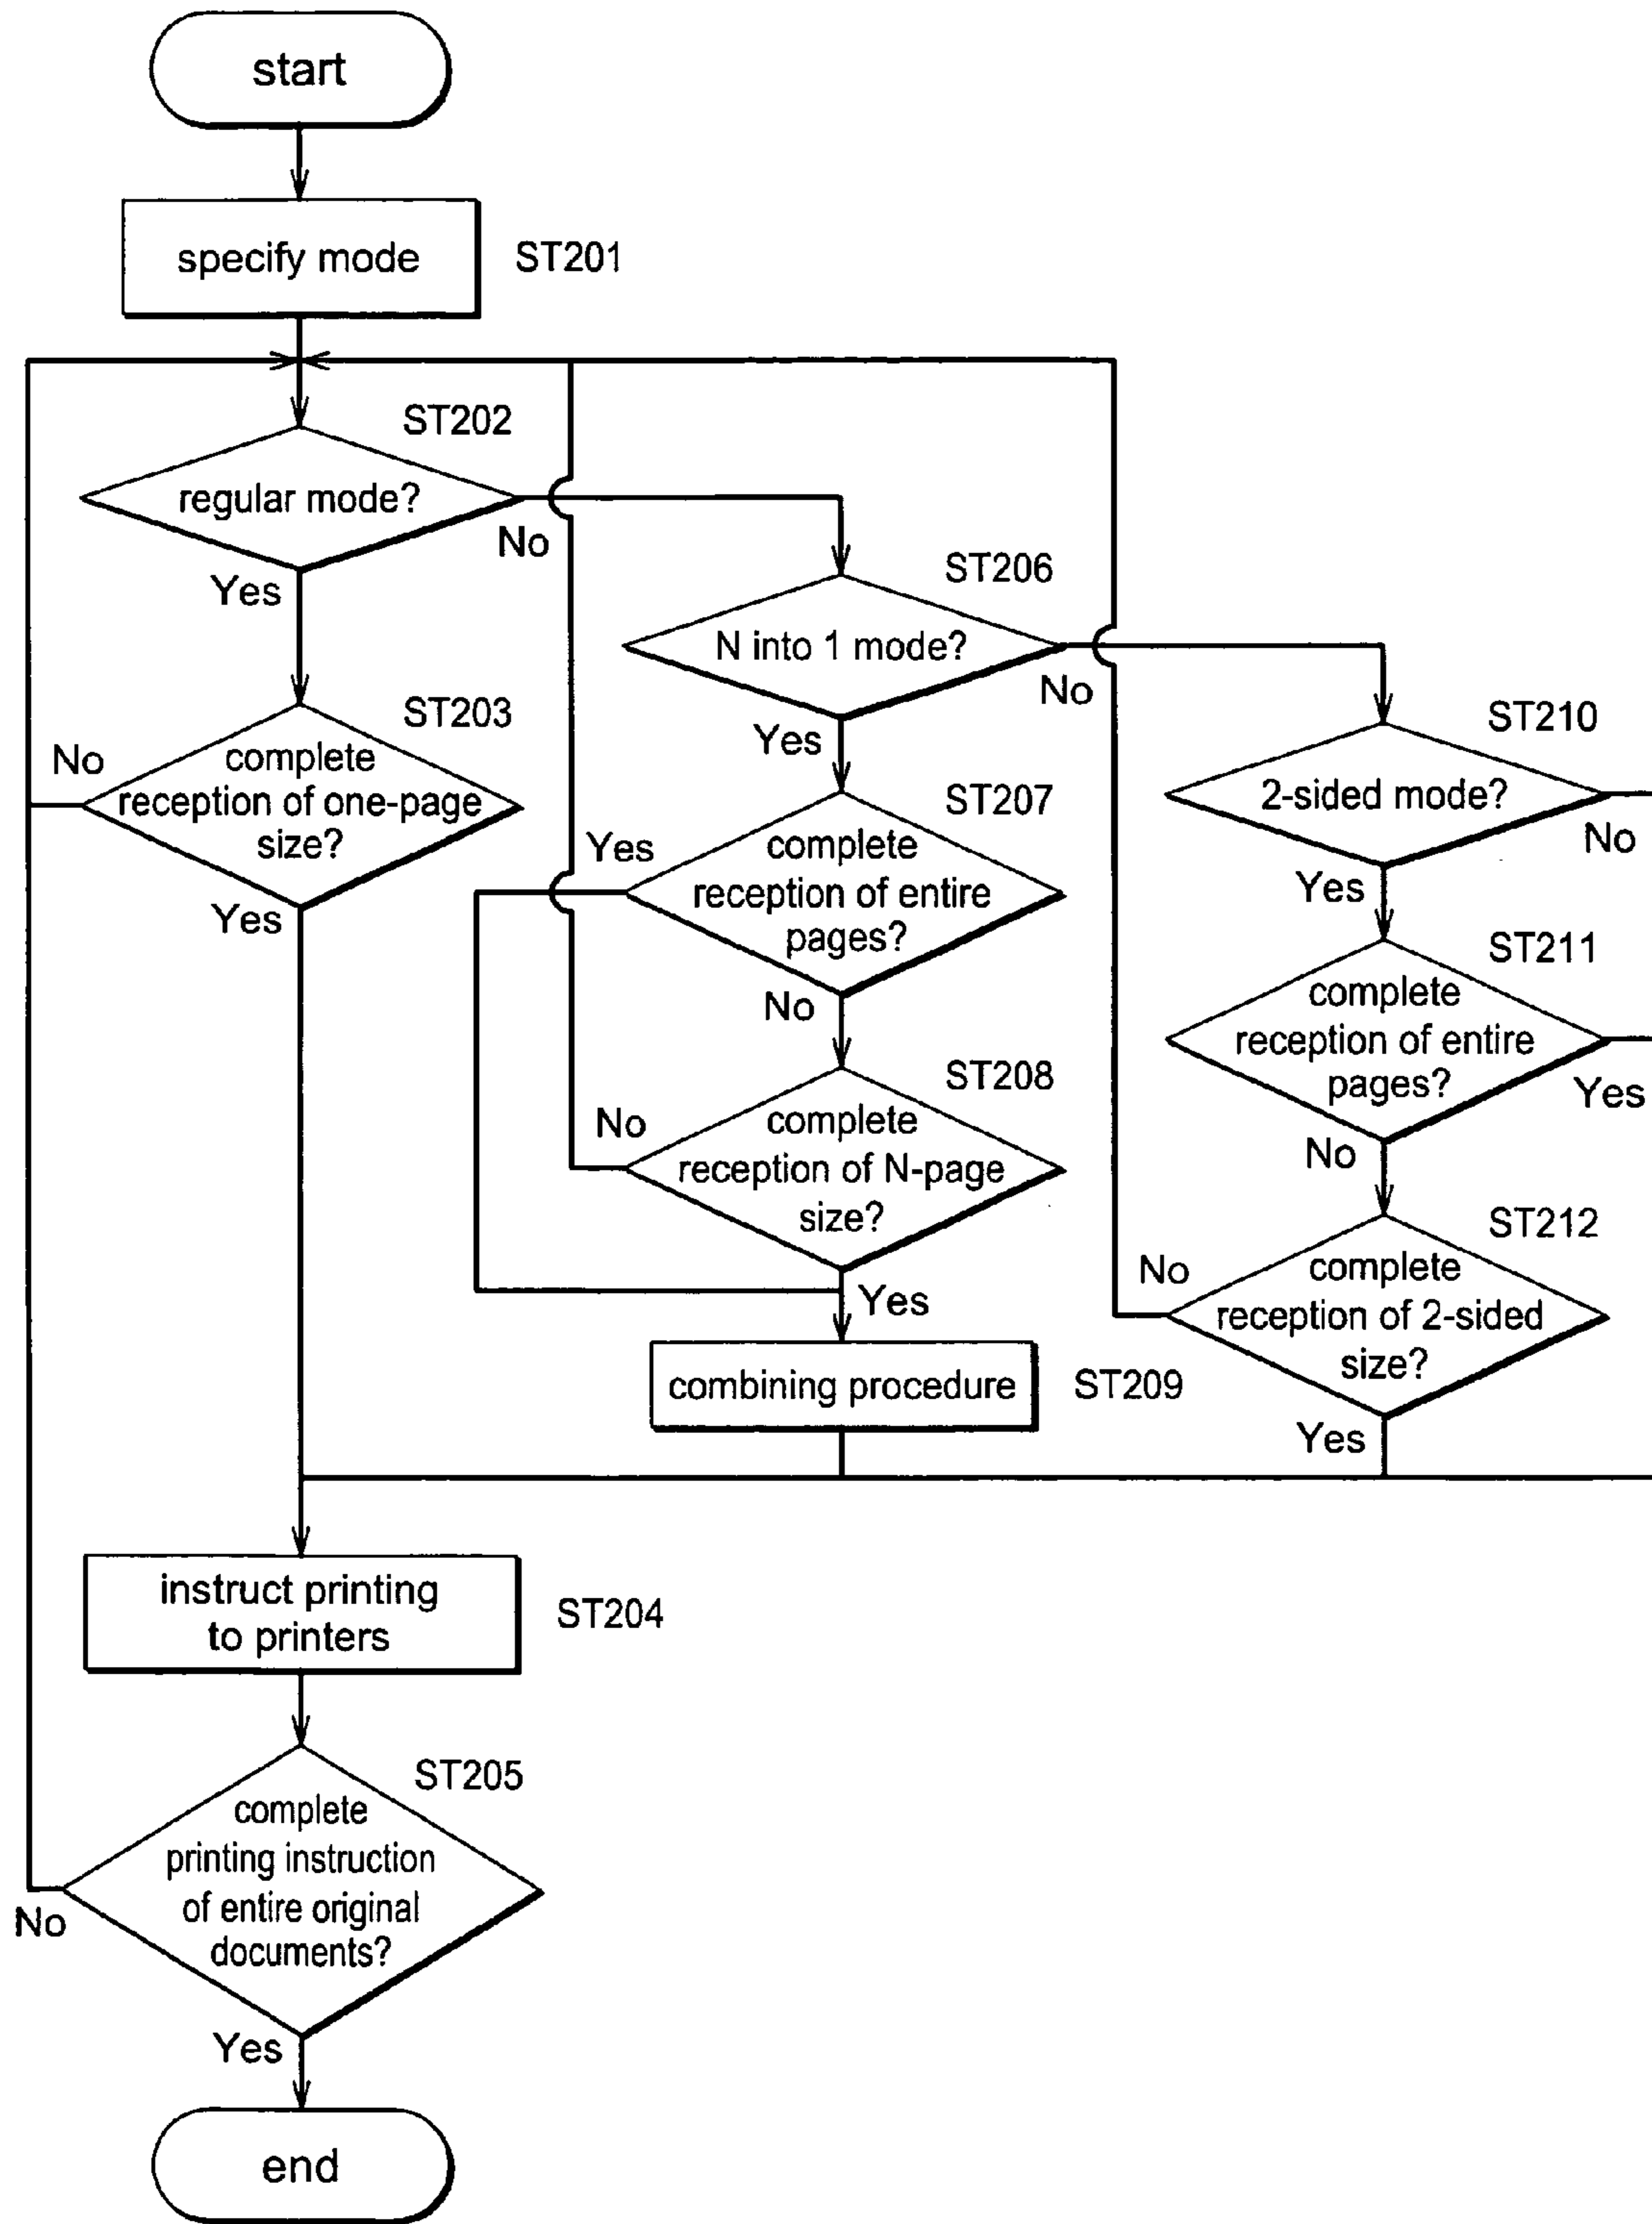 start
specify mode
ST201
ST202
regular mode?
No
Yes
ST203
complete
reception of one-page
size?
No
Yes
ST206
N into 1 mode?
No
Yes
ST207
complete
reception of entire
pages?
Yes
No
ST208
complete
reception of N-page
size?
No
Yes
combining procedure
ST209
ST210
2-sided mode?
No
Yes
ST211
complete
reception of entire
pages?
Yes
No
ST212
complete
reception of 2-sided
size?
No
Yes
instruct printing
to printers
ST204
ST205
complete
printing instruction
of entire original
documents?
No
Yes
end